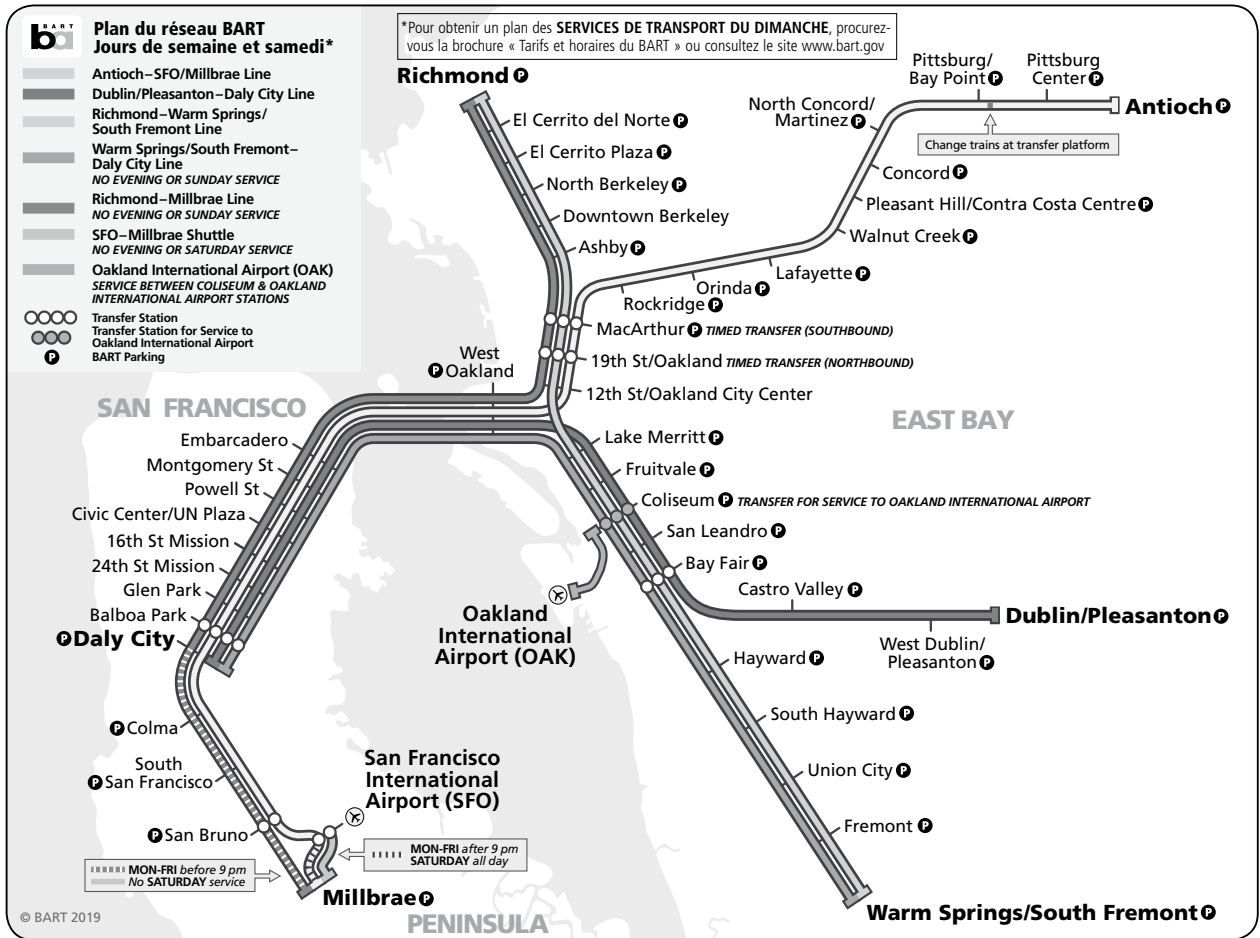 BART
ba
Plan du réseau BART
Jours de semaine et samedi*
Antioch–SFO/Millbrae Line
Dublin/Pleasanton–Daly City Line
Richmond–Warm Springs/
South Fremont Line
Warm Springs/South Fremont–
Daly City Line
NO EVENING OR SUNDAY SERVICE
Richmond–Millbrae Line
NO EVENING OR SUNDAY SERVICE
SFO–Millbrae Shuttle
NO EVENING OR SATURDAY SERVICE
Oakland International Airport (OAK)
SERVICE BETWEEN COLISEUM & OAKLAND
INTERNATIONAL AIRPORT STATIONS
Transfer Station
Transfer Station for Service to
Oakland International Airport
P BART Parking
*Pour obtenir un plan des SERVICES DE TRANSPORT DU DIMANCHE, procurez-
vous la brochure « Tarifs et horaires du BART » ou consultez le site www.bart.gov
Richmond P
El Cerrito del Norte P
El Cerrito Plaza P
North Berkeley P
Downtown Berkeley
Ashby P
Pittsburg/
Bay Point P
Pittsburg
Center P
Antioch P
North Concord/
Martinez P
Change trains at transfer platform
Concord P
Pleasant Hill/Contra Costa Centre P
Walnut Creek P
Lafayette P
Orinda P
Rockridge P
MacArthur P TIMED TRANSFER (SOUTHBOUND)
19th St/Oakland TIMED TRANSFER (NORTHBOUND)
12th St/Oakland City Center
West
P Oakland
SAN FRANCISCO
EAST BAY
Embarcadero
Montgomery St
Powell St
Civic Center/UN Plaza
16th St Mission
24th St Mission
Glen Park
Balboa Park
P Daly City
Lake Merritt P
Fruitvale P
Coliseum P TRANSFER FOR SERVICE TO OAKLAND INTERNATIONAL AIRPORT
San Leandro P
Bay Fair P
Castro Valley P
Dublin/Pleasanton P
West Dublin/
Pleasanton P
Oakland
International
Airport (OAK)
Hayward P
South Hayward P
Union City P
Fremont P
Warm Springs/South Fremont P
P Colma
South
P San Francisco
P San Bruno
San Francisco
International
Airport (SFO)
MON-FRI before 9 pm
No SATURDAY service
MON-FRI after 9 pm
SATURDAY all day
Millbrae P
PENINSULA
© BART 2019